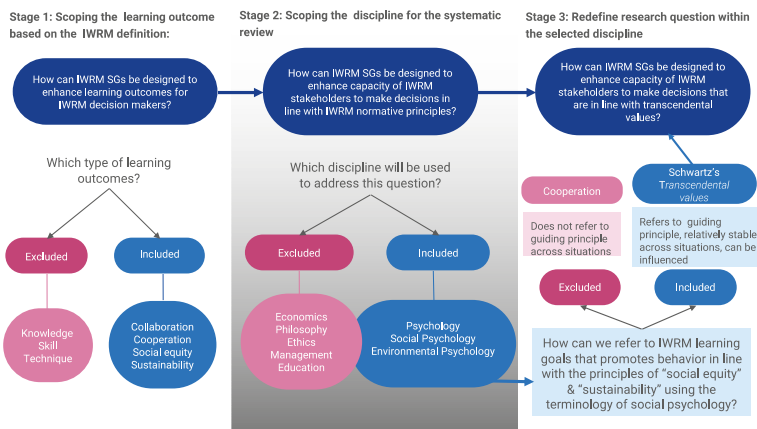 Stage 1: Scoping the learning outcome
based on the IWRM definition:
How can IWRM SGs be designed to
enhance learning outcomes for
IWRM decision makers?
Which type of learning
outcomes?
Excluded
Included
Knowledge
Skill
Technique
Collaboration
Cooperation
Social equity
Sustainability
Stage 2: Scoping the discipline for the systematic
review
How can IWRM SGs be designed to
enhance capacity of IWRM
stakeholders to make decisions in
line with IWRM normative principles?
Which discipline will be used
to address this question?
Excluded
Included
Economics
Philosophy
Ethics
Management
Education
Psychology
Social Psychology
Environmental Psychology
Stage 3: Redefine research question within
the selected discipline
How can IWRM SGs be designed to
enhance capacity of IWRM
stakeholders to make decisions that
are in line with transcendental
values?
Cooperation
Schwartz's
Transcendental
values
Does not refer to
guiding principle
across situations
Refers to guiding
principle, relatively stable
across situations, can be
influenced
Excluded
Included
How can we refer to IWRM learning
goals that promotes behavior in line
with the principles of "social equity"
& "sustainability" using the
terminology of social psychology?